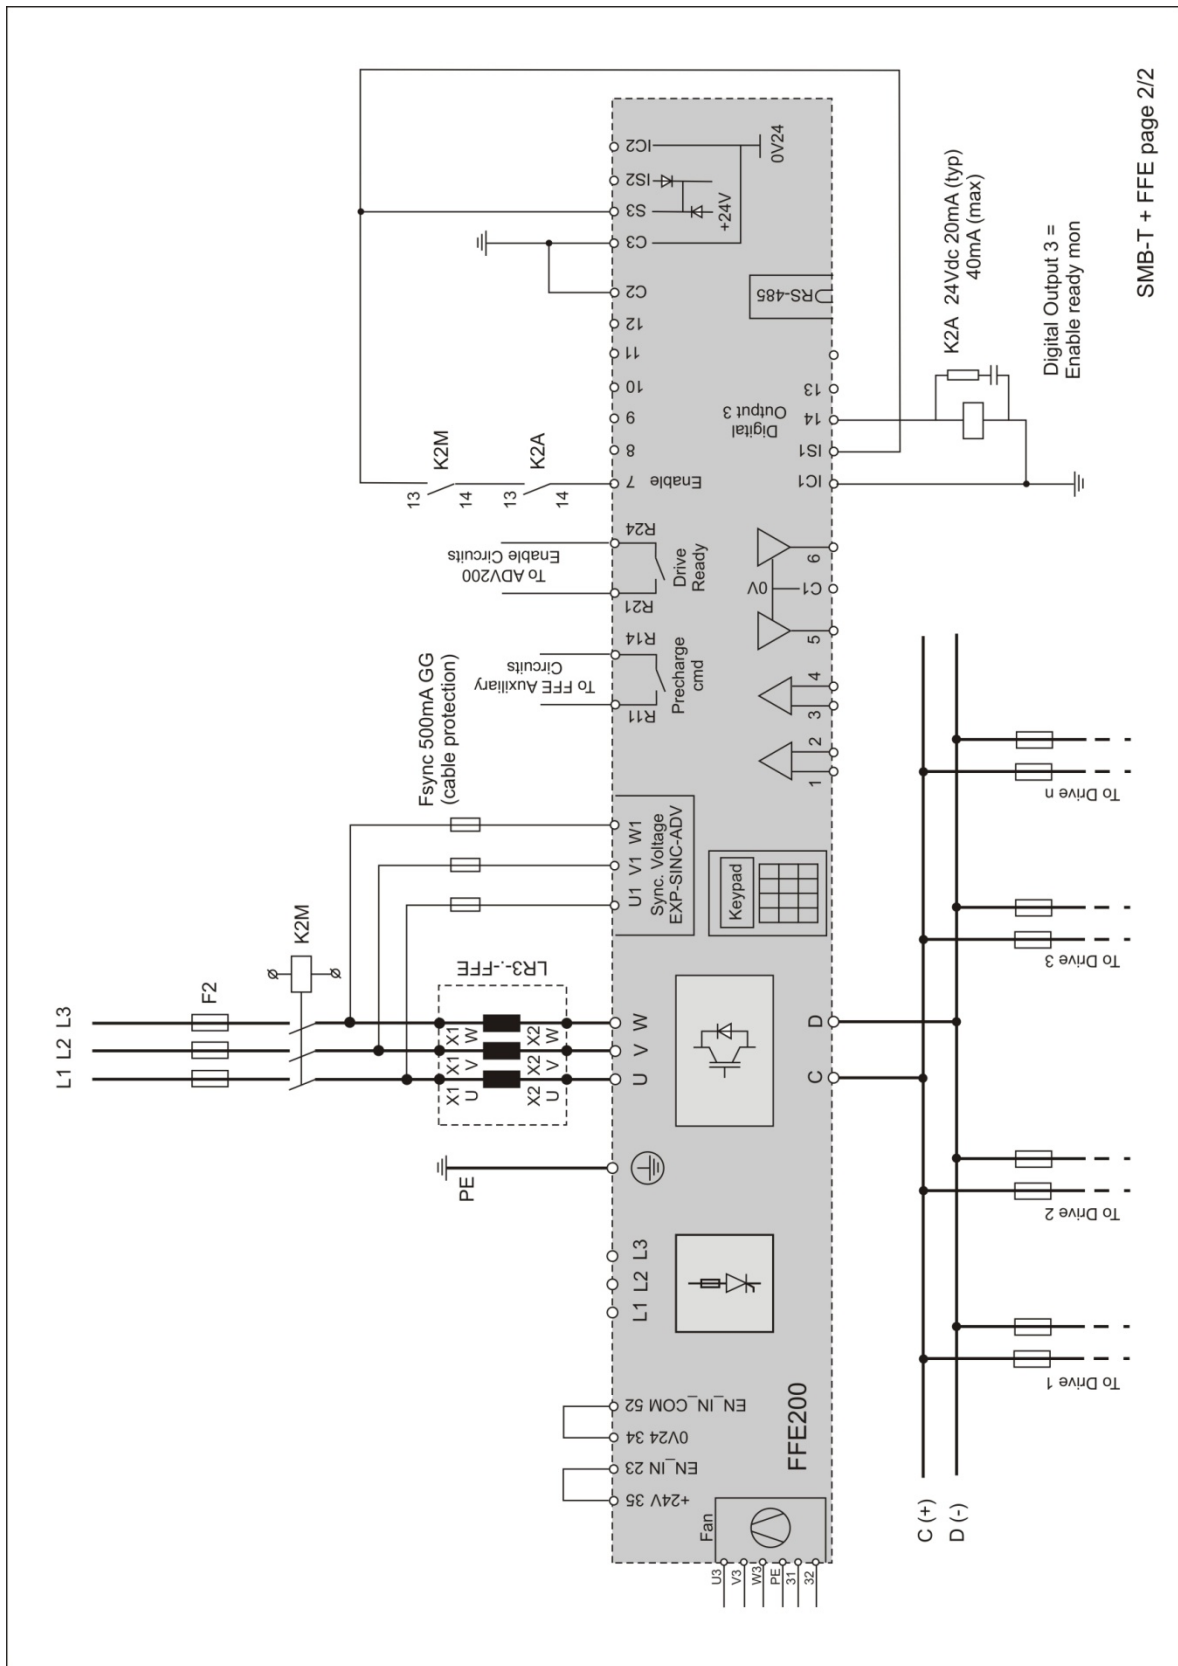 L1 L2 L3
F2
K2M
Fsync 500mA GG
(cable protection)
To FFE Auxiliary
Circuits
To ADV200
Enable Circuits
13
K2M
14
13
K2A
14
LR3-.-FFE
X1 X1 X1
U V W
X2 X2 X2
U V W
PE
+24V 35
EN_IN 23
0V24 34
EN_IN_COM 52
L1 L2 L3
U V W
U1 V1 W1
Sync. Voltage
EXP-SINC-ADV
R11
R14
Precharge
cmd
R21
R24
Drive
Ready
7
Enable
8
9
10
11
12
C2
C3
S3
IS2
IC2
+24V
0V24
Fan
U3
V3
W3
PE
31
32
FFE200
Keypad
C
D
1
2
3
4
5
0V
C1
6
IC1
IS1
14
Digital
Output 3
13
RS-485
K2A 24Vdc 20mA (typ)
40mA (max)
Digital Output 3 =
Enable ready mon
C (+)
D (-)
To Drive 1
To Drive 2
To Drive 3
To Drive n
SMB-T + FFE page 2/2